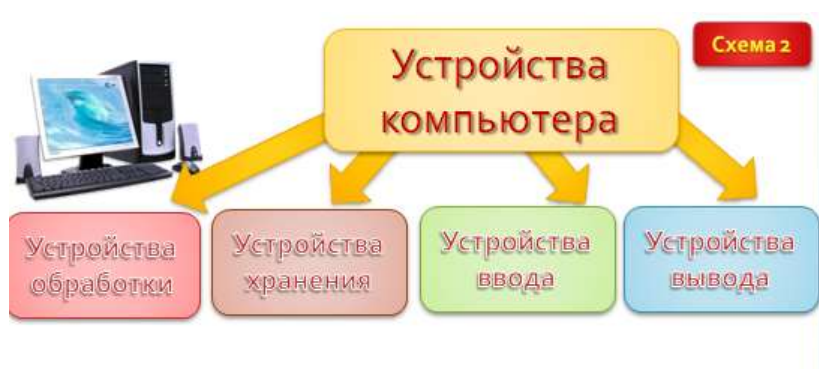 Схема 2
Устройства
компьютера
Устройства
обработки
Устройства
хранения
Устройства
ввода
Устройства
вывода